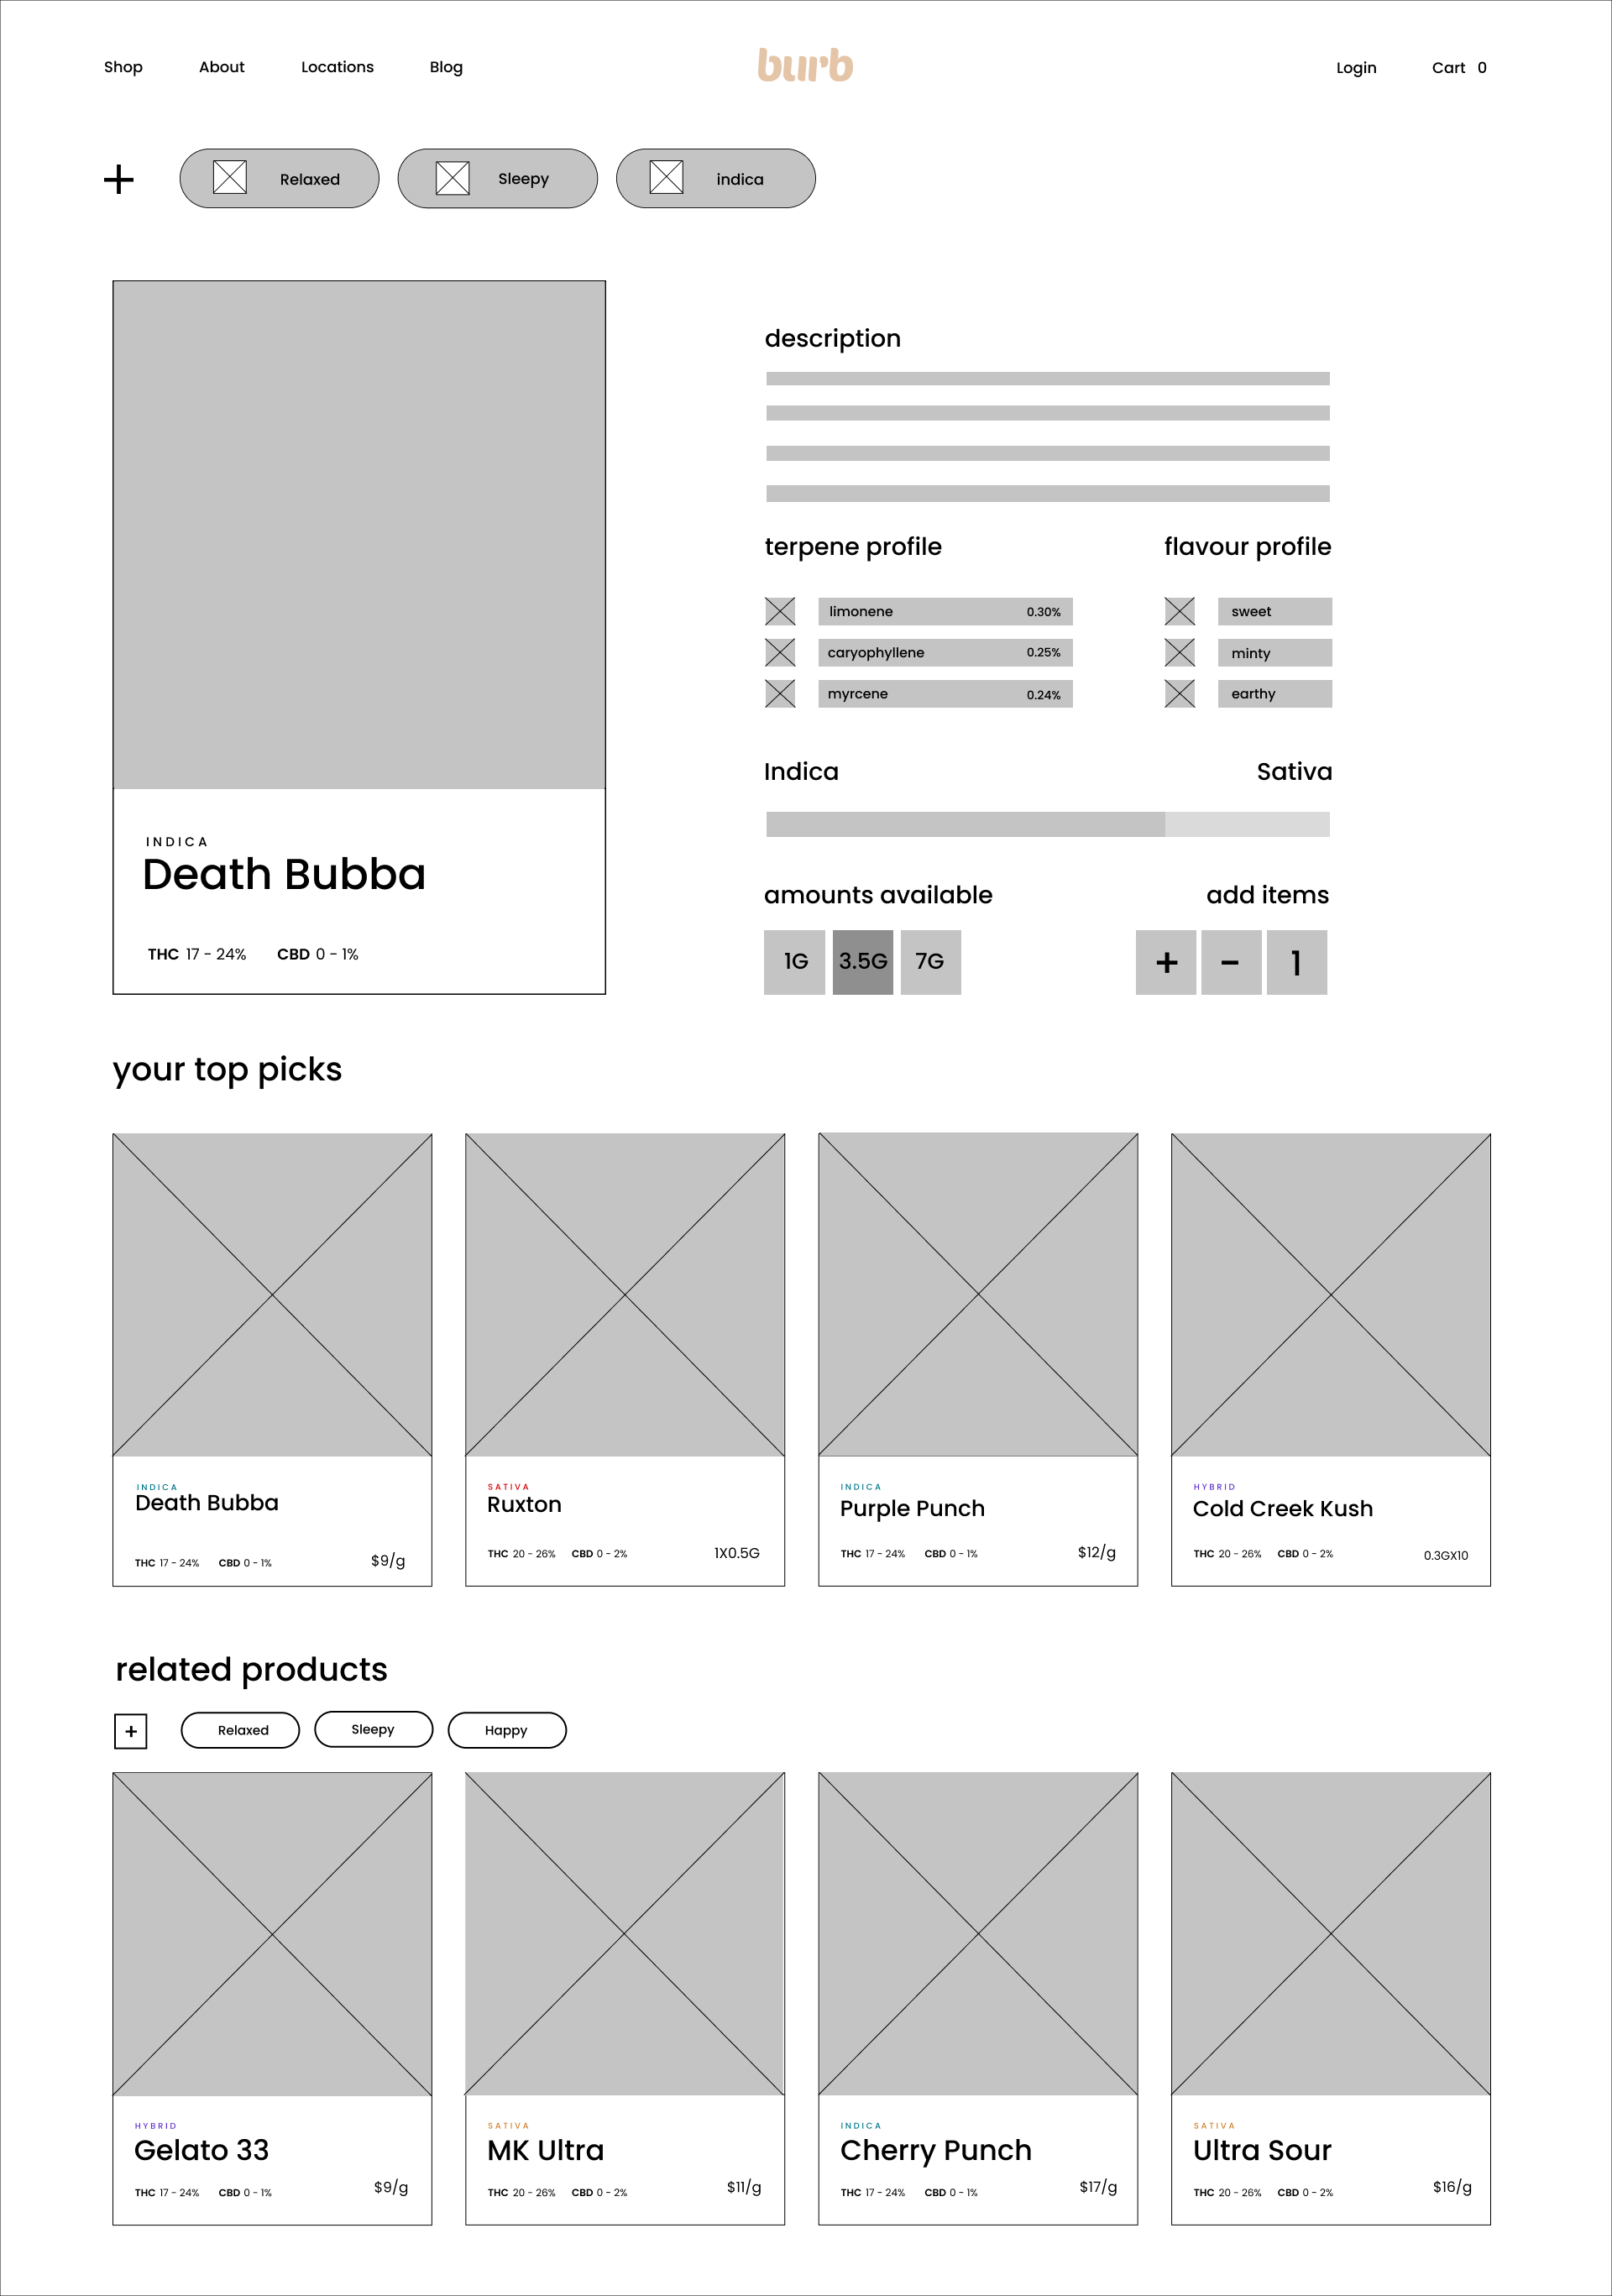 Shop About Locations Blog burb Login Cart 0
+ Relaxed Sleepy indica
description
terpene profile flavour profile
limonene 0.30% sweet
caryophyllene 0.25% minty
myrcene 0.24% earthy
Indica Sativa
INDICA
Death Bubba
THC 17 - 24% CBD 0 - 1%
amounts available add items
1G 3.5G 7G + - 1
your top picks
INDICA
Death Bubba
THC 17 - 24% CBD 0 - 1% $9/g
SATIVA
Ruxton
THC 20 - 26% CBD 0 - 2% 1X0.5G
INDICA
Purple Punch
THC 17 - 24% CBD 0 - 1% $12/g
HYBRID
Cold Creek Kush
THC 20 - 26% CBD 0 - 2% 0.3GX10
related products
+ Relaxed Sleepy Happy
HYBRID
Gelato 33
THC 17 - 24% CBD 0 - 1% $9/g
SATIVA
MK Ultra
THC 20 - 26% CBD 0 - 2% $11/g
INDICA
Cherry Punch
THC 17 - 24% CBD 0 - 1% $17/g
SATIVA
Ultra Sour
THC 20 - 26% CBD 0 - 2% $16/g